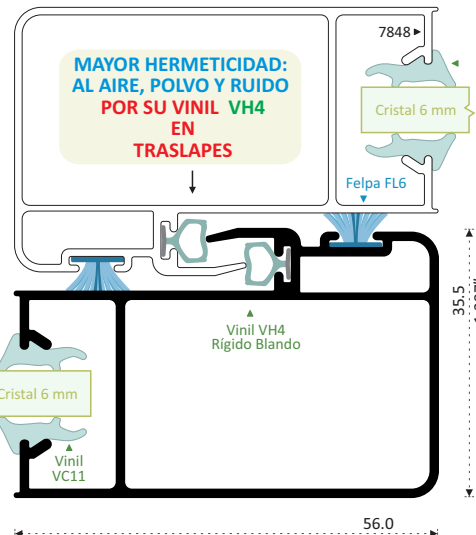 7848
MAYOR HERMETICIDAD:
AL AIRE, POLVO Y RUIDO
POR SU VINIL VH4
EN
TRASLAPES
Cristal 6 mm
Felpa FL6
35.5
Vinil VH4
Rígido Blando
Cristal 6 mm
Vinil
VC11
56.0